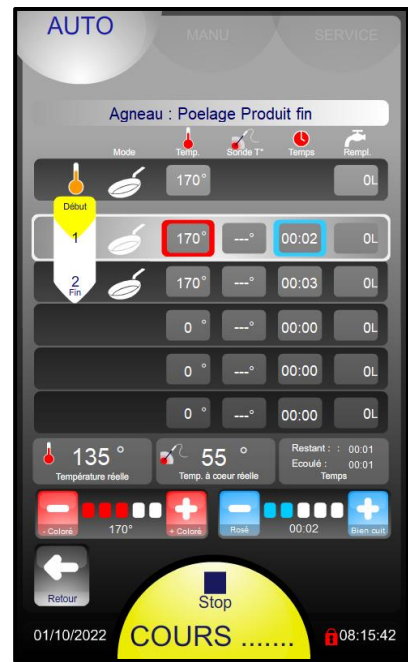 AUTO MANU SERVICE
Agneau : Poelage Produit fin
Mode Temp. Sonde T° Temps Rempl.
170° 0L
Début
1 170° ---° 00:02 0L
2 170° ---° 00:03 0L
Fin
0 ° ---° 00:00 0L
0 ° ---° 00:00 0L
0 ° ---° 00:00 0L
135 °
Température réelle
55 °
Temp. à coeur réelle
Restant : : 00:01
Ecoulé : 00:01
Temps
- Coloré 170° + Coloré Rosé 00:02 Bien cuit
Retour
Stop
01/10/2022 COURS ....... 08:15:42